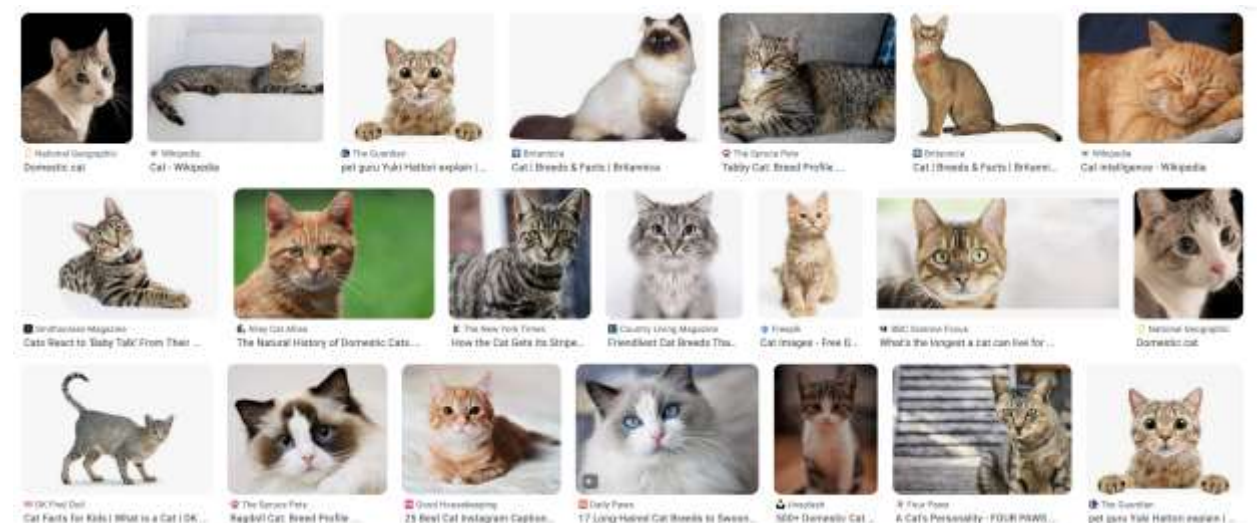 National Geographic
Domestic cat
Wikipedia
Cat - Wikipedia
The Guardian
pet guru Yuki Hattori explain | ...
Britannica
Cat | Breeds & Facts | Britannica
The Spruce Pets
Tabby Cat: Breed Profile ...
Britannica
Cat | Breeds & Facts | Britann...
Wikipedia
Cat intelligence - Wikipedia
Smithsonian Magazine
Cats React to 'Baby Talk' From Their ...
Alley Cat Allies
The Natural History of Domestic Cats ...
The New York Times
How the Cat Gets Its Stripe...
Country Living Magazine
Friendliest Cat Breeds Tha...
Freepik
Cat Images - Free D...
BBC Science Focus
What's the longest a cat can live for ...
National Geographic
Domestic cat
DK Find Out!
Cat Facts for Kids | What is a Cat | DK ...
The Spruce Pets
Ragdoll Cat: Breed Profile ...
Good Housekeeping
25 Best Cat Instagram Caption...
Daily Paws
17 Long-Haired Cat Breeds to Swoon...
Unsplash
500+ Domestic Cat ...
Four Paws
A Cat's Personality - FOUR PAWS ...
The Guardian
pet guru Yuki Hattori explain | ...